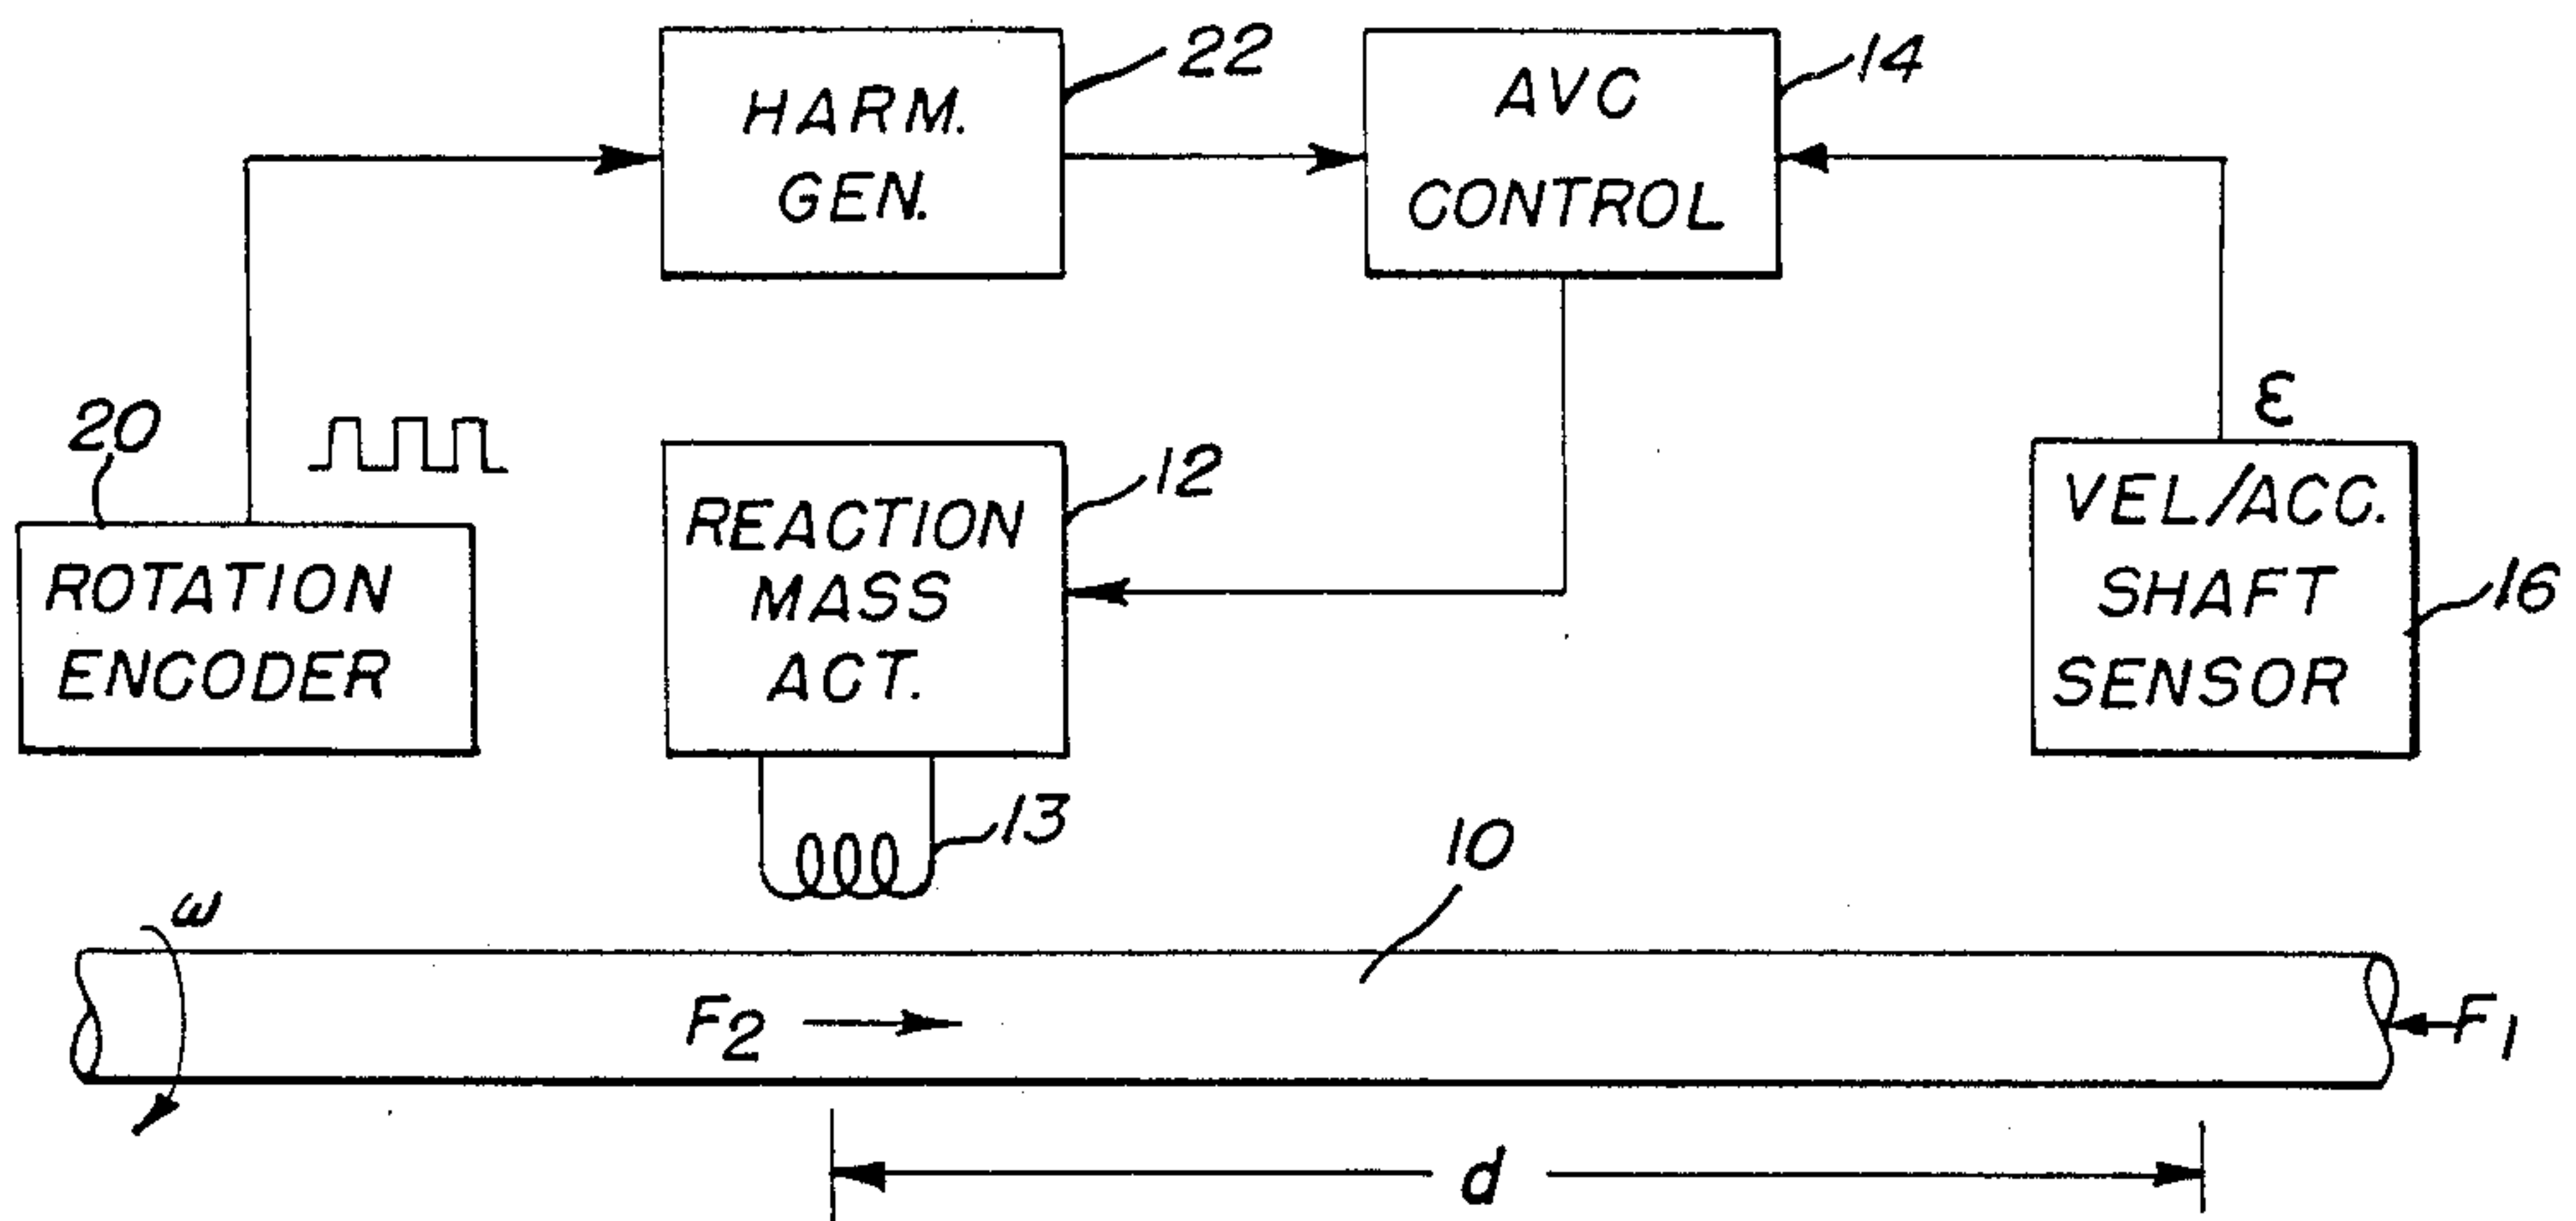 HARM.
GEN.
22
AVC
CONTROL
14
20
ROTATION
ENCODER
REACTION
MASS
ACT.
12
ε
VEL/ACC.
SHAFT
SENSOR
16
13
10
ω
F2
F1
d